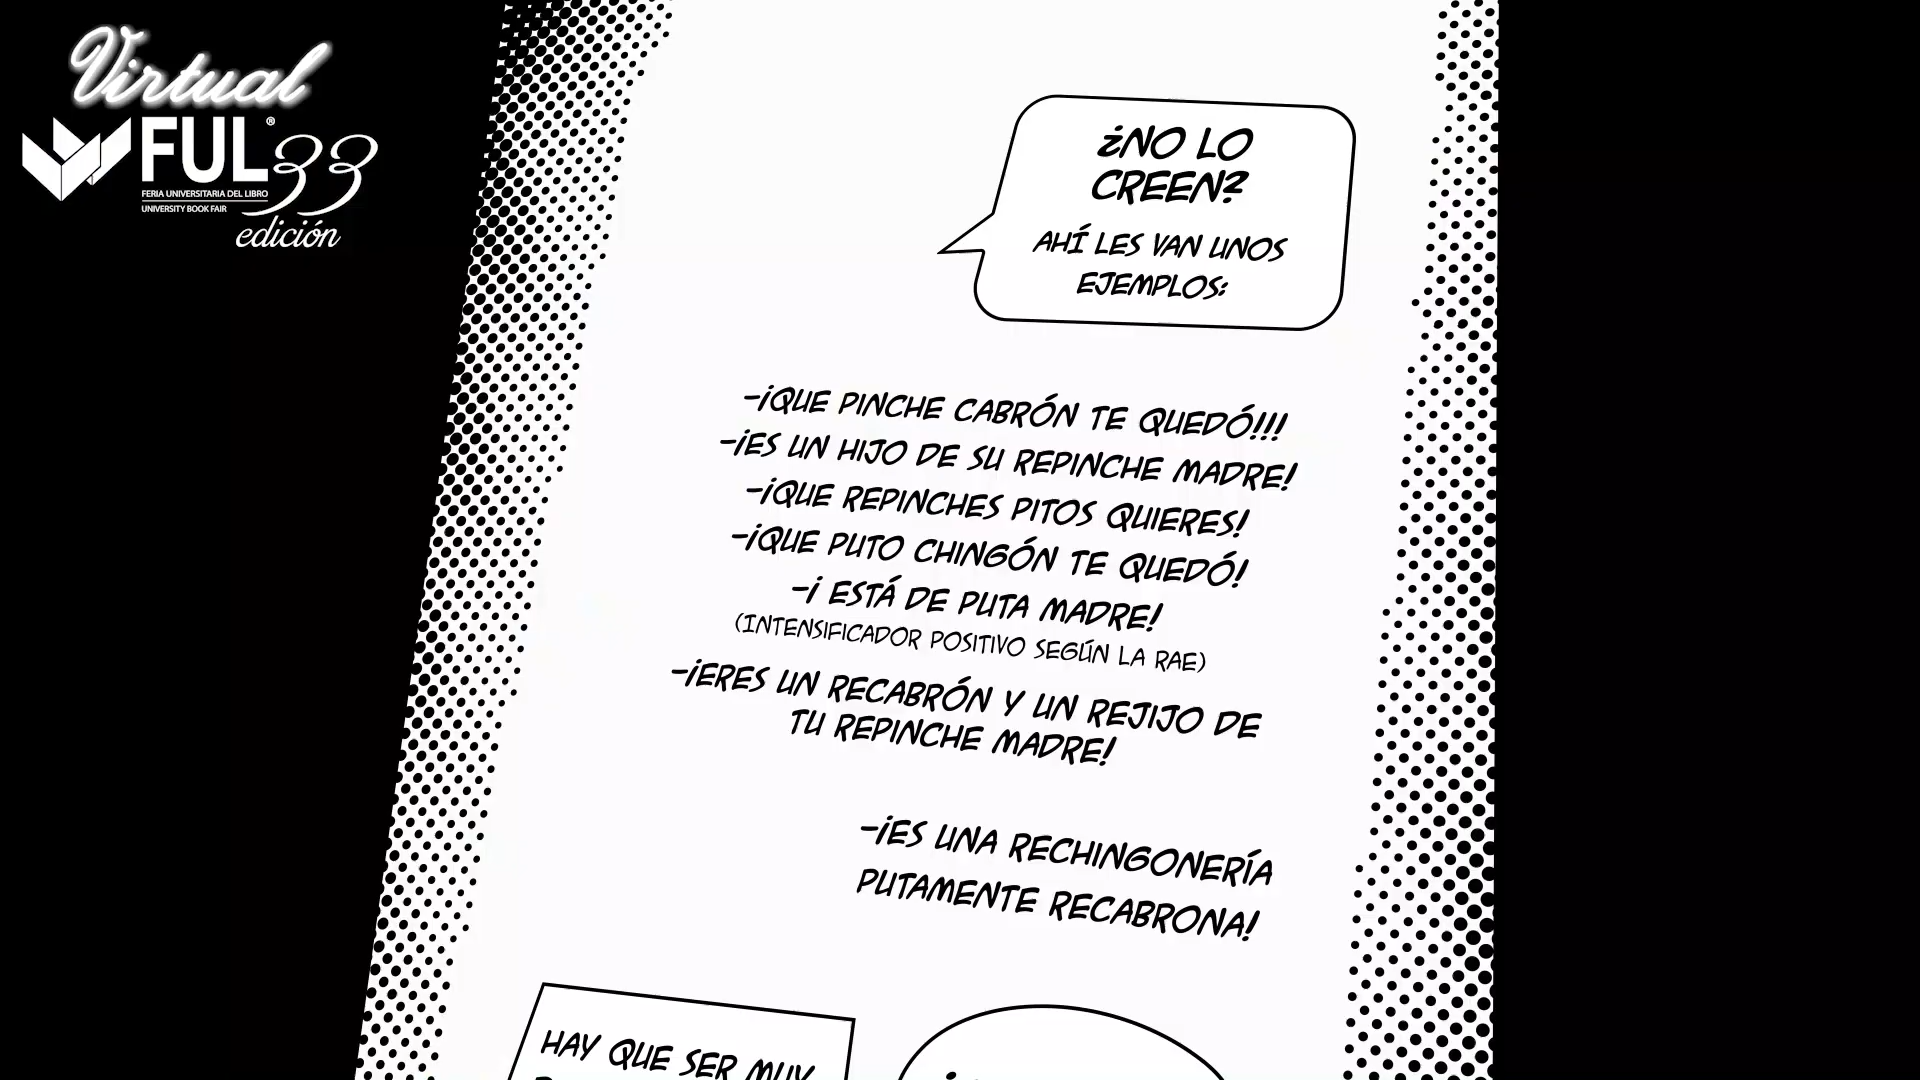 Virtual
FUL®33
FERIA UNIVERSITARIA DEL LIBRO
UNIVERSITY BOOK FAIR
edición
¿NO LO
CREEN?
AHÍ LES VAN UNOS
EJEMPLOS:
-¡QUE PINCHE CABRÓN TE QUEDÓ!!!
-¡ES UN HIJO DE SU REPINCHE MADRE!
-¡QUE REPINCHES PITOS QUIERES!
-¡QUE PUTO CHINGÓN TE QUEDÓ!
-¡ ESTÁ DE PUTA MADRE!
(INTENSIFICADOR POSITIVO SEGÚN LA RAE)
-¡ERES UN RECABRÓN Y UN REJIJO DE
TU REPINCHE MADRE!
-¡ES UNA RECHINGONERÍA
PUTAMENTE RECABRONA!
HAY QUE SER MUY